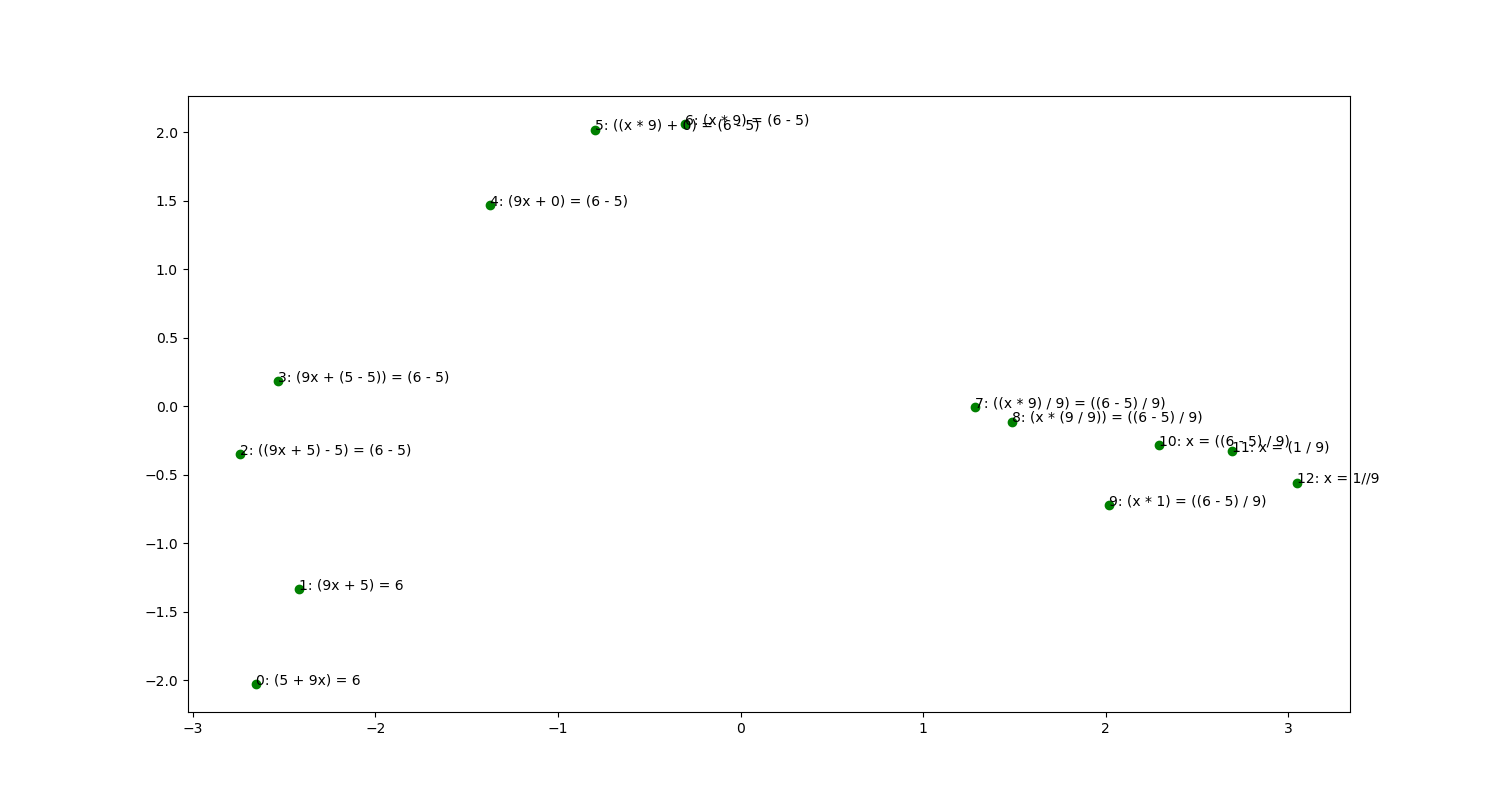 2.0
1.5
1.0
0.5
0.0
−0.5
−1.0
−1.5
−2.0
5: ((x * 9) + 0) = (6 - 5)
6: (x * 9) = (6 - 5)
4: (9x + 0) = (6 - 5)
3: (9x + (5 - 5)) = (6 - 5)
7: ((x * 9) / 9) = ((6 - 5) / 9)
8: (x * (9 / 9)) = ((6 - 5) / 9)
2: ((9x + 5) - 5) = (6 - 5)
10: x = ((6 - 5) / 9)
11: x = (1 / 9)
12: x = 1//9
9: (x * 1) = ((6 - 5) / 9)
1: (9x + 5) = 6
0: (5 + 9x) = 6
−3 −2 −1 0 1 2 3